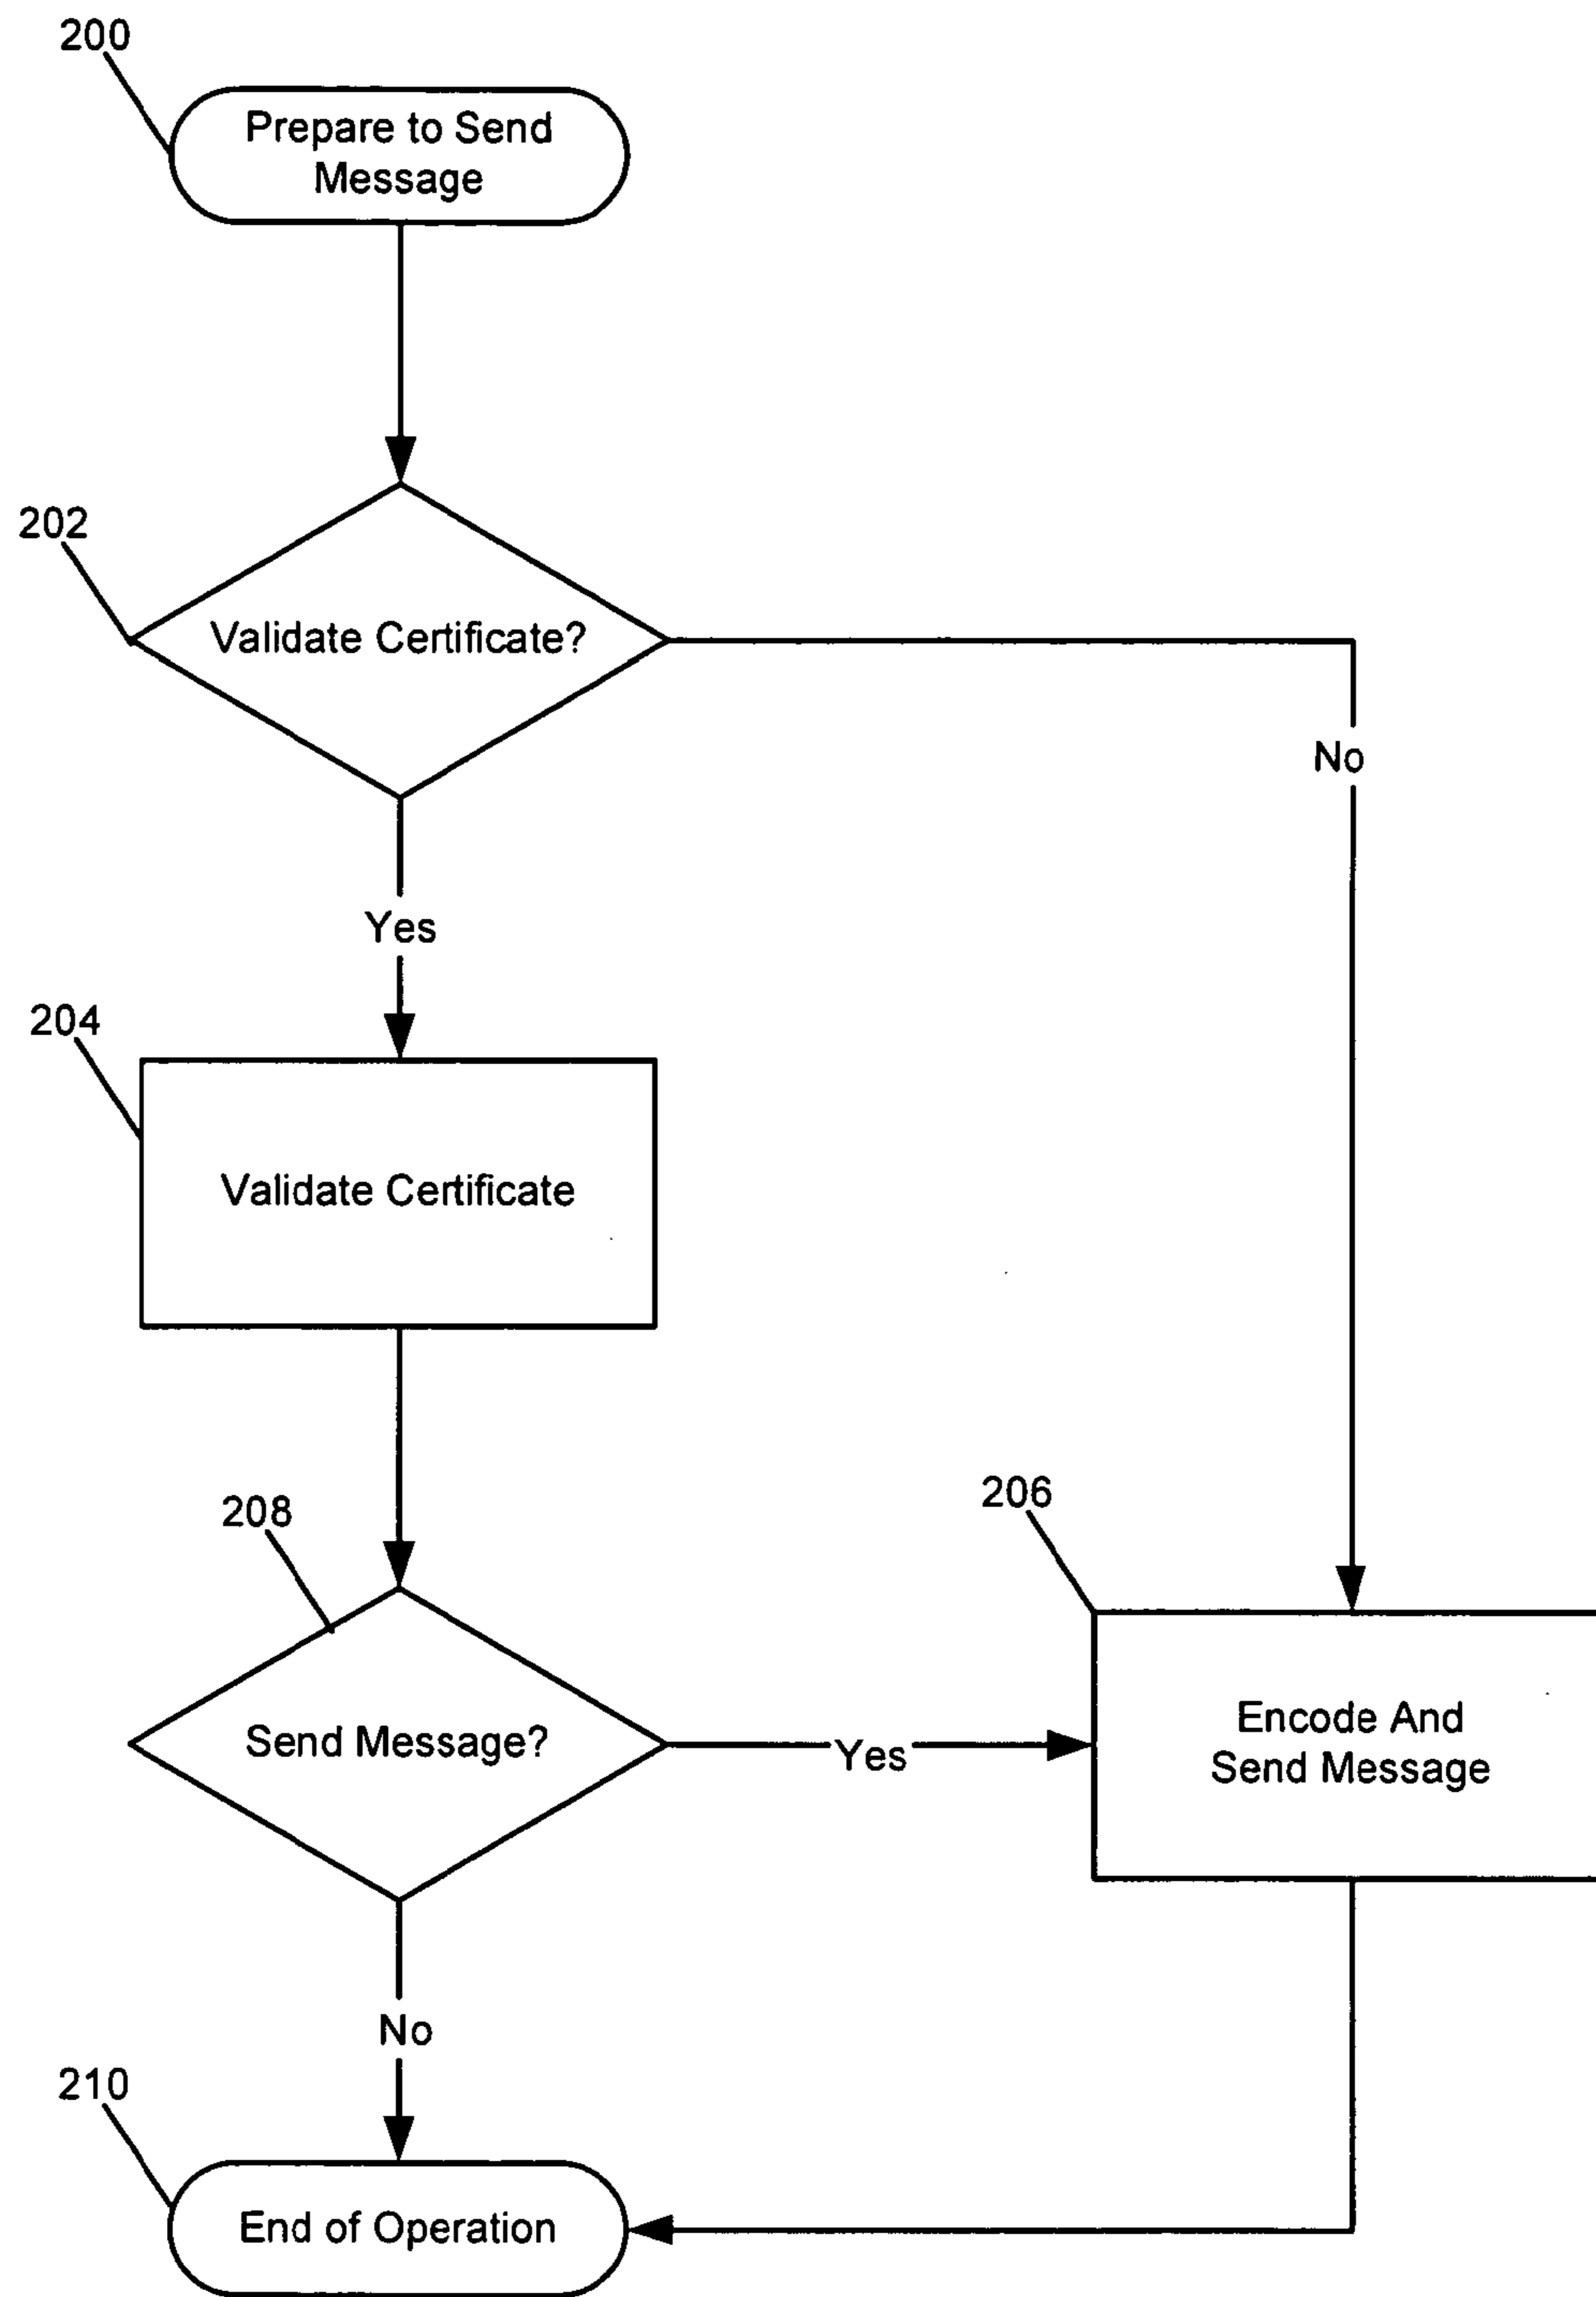 200
Prepare to Send
Message
202
Validate Certificate?
No
Yes
204
Validate Certificate
208
206
Send Message?
Yes
Encode And
Send Message
No
210
End of Operation